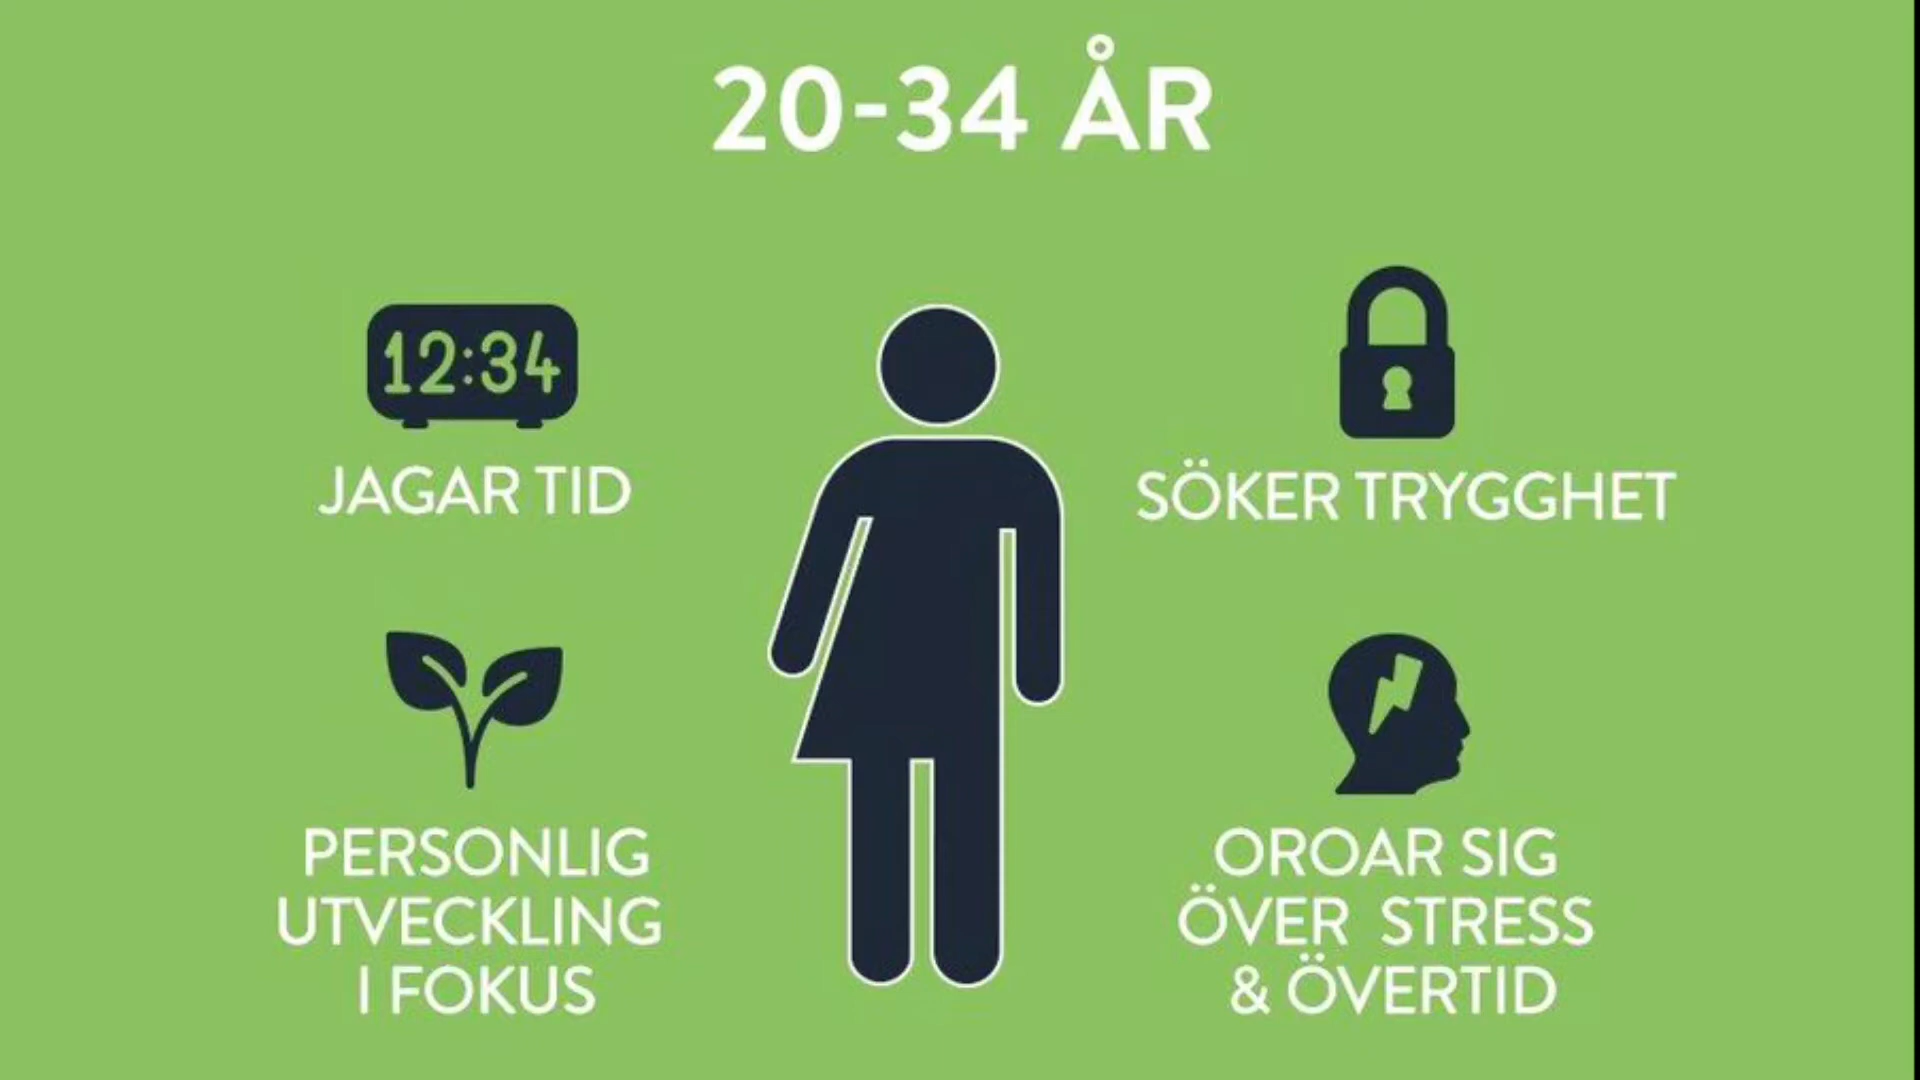 20-34 ÅR
12:34
JAGAR TID
SÖKER TRYGGHET
PERSONLIG
UTVECKLING
I FOKUS
OROAR SIG
ÖVER STRESS
& ÖVERTID